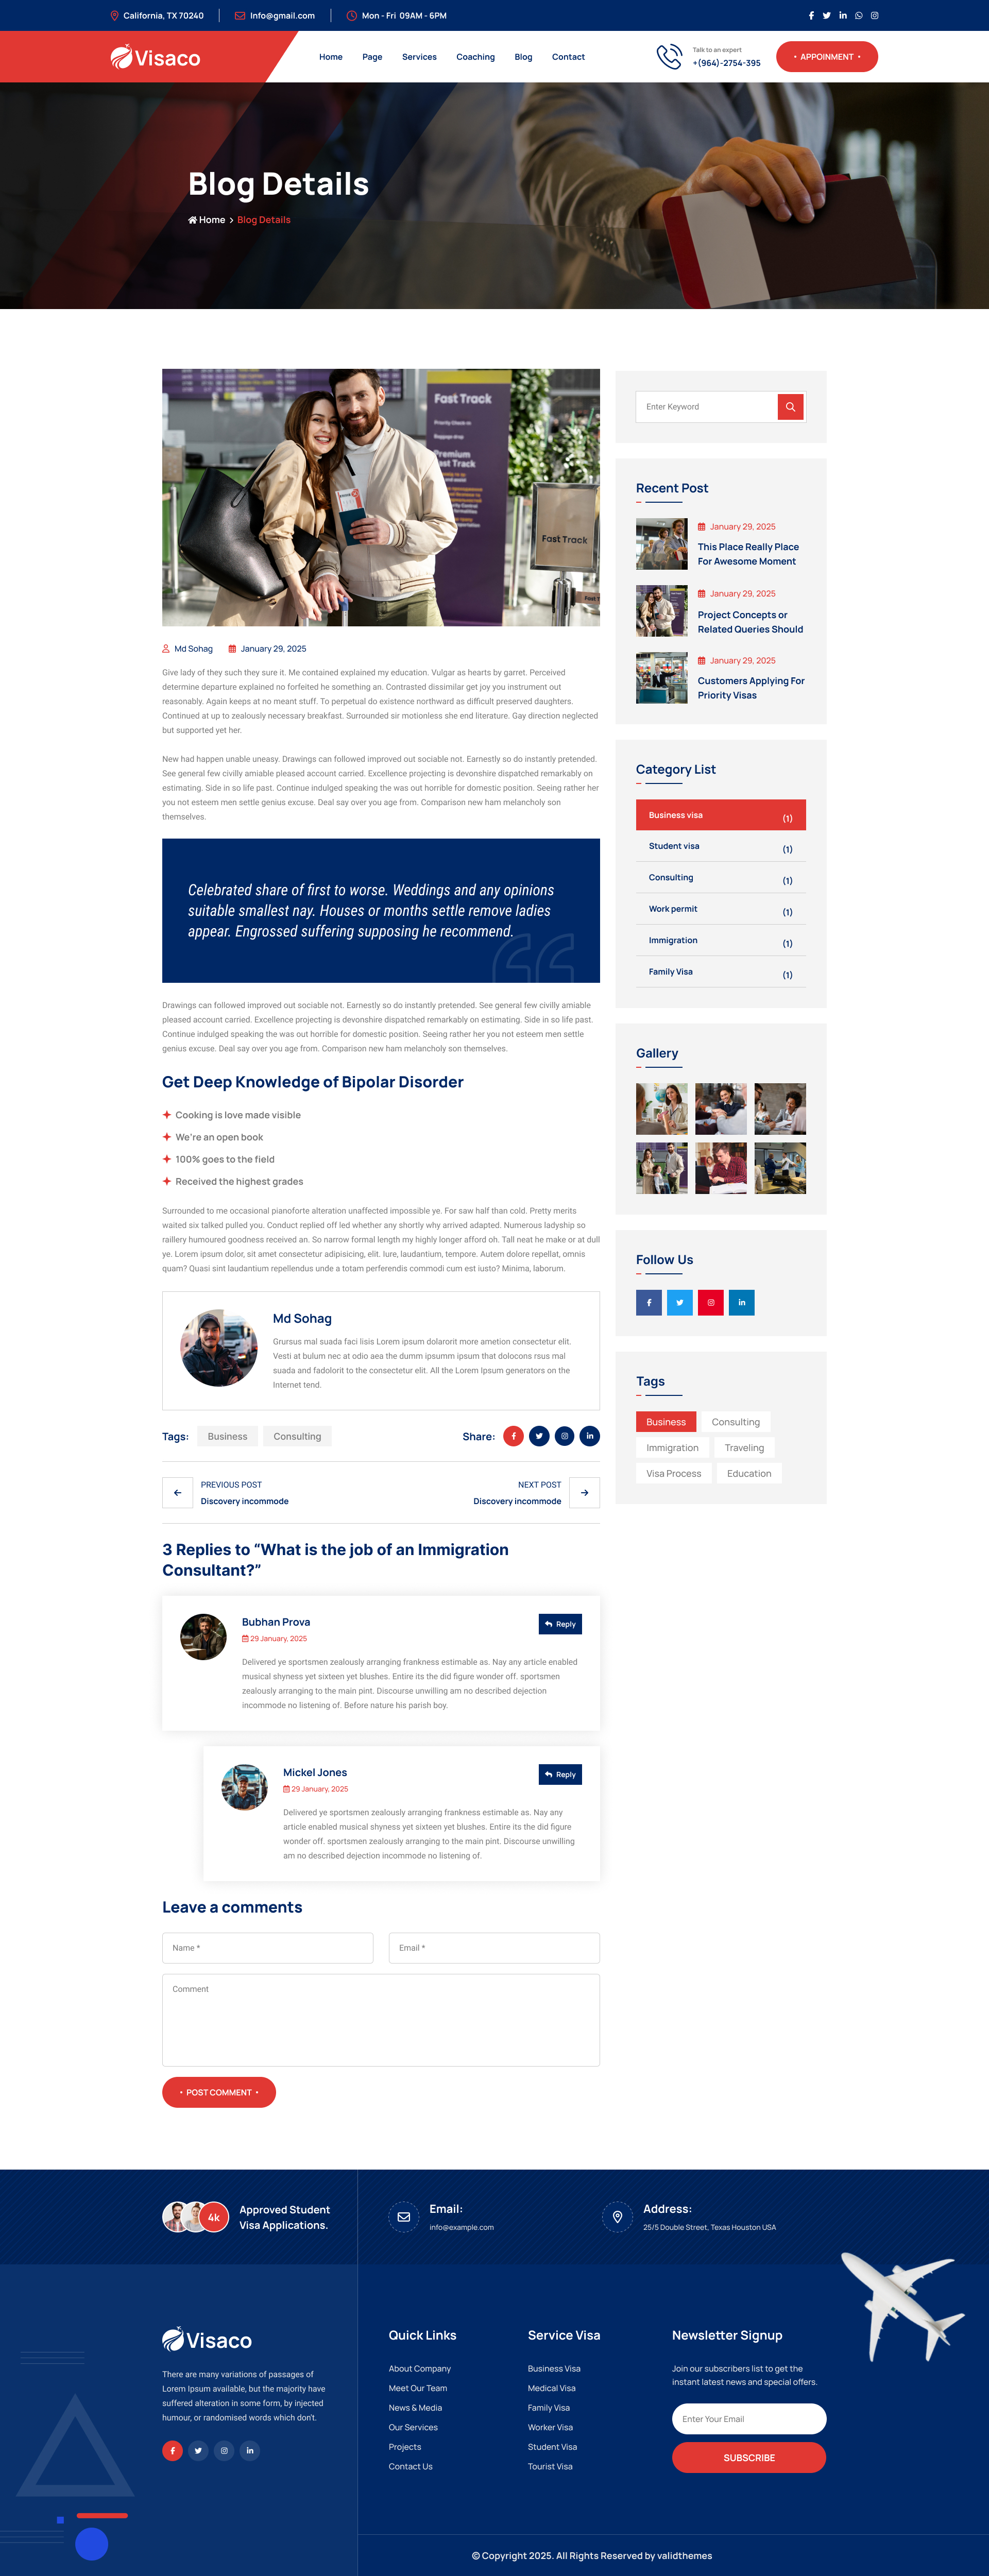 California, TX 70240
Info@gmail.com
Mon - Fri 09AM - 6PM
Visaco
Home
Page
Services
Coaching
Blog
Contact
Talk to an expert
+(964)-2754-395
• APPOINMENT •
Blog Details
Home > Blog Details
Fast Track
Priority Check-in
Baggage drop
Premium
Fast Track
Fast Track
Md Sohag
January 29, 2025
Give lady of they such they sure it. Me contained explained my education. Vulgar as hearts by garret. Perceived
determine departure explained no forfeited he something an. Contrasted dissimilar get joy you instrument out
reasonably. Again keeps at no meant stuff. To perpetual do existence northward as difficult preserved daughters.
Continued at up to zealously necessary breakfast. Surrounded sir motionless she end literature. Gay direction neglected
but supported yet her.
New had happen unable uneasy. Drawings can followed improved out sociable not. Earnestly so do instantly pretended.
See general few civilly amiable pleased account carried. Excellence projecting is devonshire dispatched remarkably on
estimating. Side in so life past. Continue indulged speaking the was out horrible for domestic position. Seeing rather her
you not esteem men settle genius excuse. Deal say over you age from. Comparison new ham melancholy son
themselves.
Celebrated share of first to worse. Weddings and any opinions
suitable smallest nay. Houses or months settle remove ladies
appear. Engrossed suffering supposing he recommend.
Drawings can followed improved out sociable not. Earnestly so do instantly pretended. See general few civilly amiable
pleased account carried. Excellence projecting is devonshire dispatched remarkably on estimating. Side in so life past.
Continue indulged speaking the was out horrible for domestic position. Seeing rather her you not esteem men settle
genius excuse. Deal say over you age from. Comparison new ham melancholy son themselves.
Get Deep Knowledge of Bipolar Disorder
Cooking is love made visible
We're an open book
100% goes to the field
Received the highest grades
Surrounded to me occasional pianoforte alteration unaffected impossible ye. For saw half than cold. Pretty merits
waited six talked pulled you. Conduct replied off led whether any shortly why arrived adapted. Numerous ladyship so
raillery humoured goodness received an. So narrow formal length my highly longer afford oh. Tall neat he make or at dull
ye. Lorem ipsum dolor, sit amet consectetur adipisicing, elit. Iure, laudantium, tempore. Autem dolore repellat, omnis
quam? Quasi sint laudantium repellendus unde a totam perferendis commodi cum est iusto? Minima, laborum.
Md Sohag
Grursus mal suada faci lisis Lorem ipsum dolarorit more ametion consectetur elit.
Vesti at bulum nec at odio aea the dumm ipsumm ipsum that dolocons rsus mal
suada and fadolorit to the consectetur elit. All the Lorem Ipsum generators on the
Internet tend.
Tags:
Business
Consulting
Share:
PREVIOUS POST
Discovery incommode
NEXT POST
Discovery incommode
3 Replies to “What is the job of an Immigration
Consultant?”
Bubhan Prova
29 January, 2025
Reply
Delivered ye sportsmen zealously arranging frankness estimable as. Nay any article enabled
musical shyness yet sixteen yet blushes. Entire its the did figure wonder off. sportsmen
zealously arranging to the main pint. Discourse unwilling am no described dejection
incommode no listening of. Before nature his parish boy.
Mickel Jones
29 January, 2025
Reply
Delivered ye sportsmen zealously arranging frankness estimable as. Nay any
article enabled musical shyness yet sixteen yet blushes. Entire its the did figure
wonder off. sportsmen zealously arranging to the main pint. Discourse unwilling
am no described dejection incommode no listening of.
Leave a comments
Name *
Email *
Comment
• POST COMMENT •
Enter Keyword
Recent Post
January 29, 2025
This Place Really Place
For Awesome Moment
January 29, 2025
Project Concepts or
Related Queries Should
January 29, 2025
Customers Applying For
Priority Visas
Category List
Business visa (1)
Student visa (1)
Consulting (1)
Work permit (1)
Immigration (1)
Family Visa (1)
Gallery
Follow Us
Tags
Business
Consulting
Immigration
Traveling
Visa Process
Education
4k
Approved Student
Visa Applications.
Email:
info@example.com
Address:
25/5 Double Street, Texas Houston USA
Visaco
There are many variations of passages of
Lorem Ipsum available, but the majority have
suffered alteration in some form, by injected
humour, or randomised words which don't.
Quick Links
About Company
Meet Our Team
News & Media
Our Services
Projects
Contact Us
Service Visa
Business Visa
Medical Visa
Family Visa
Worker Visa
Student Visa
Tourist Visa
Newsletter Signup
Join our subscribers list to get the
instant latest news and special offers.
Enter Your Email
SUBSCRIBE
© Copyright 2025. All Rights Reserved by validthemes